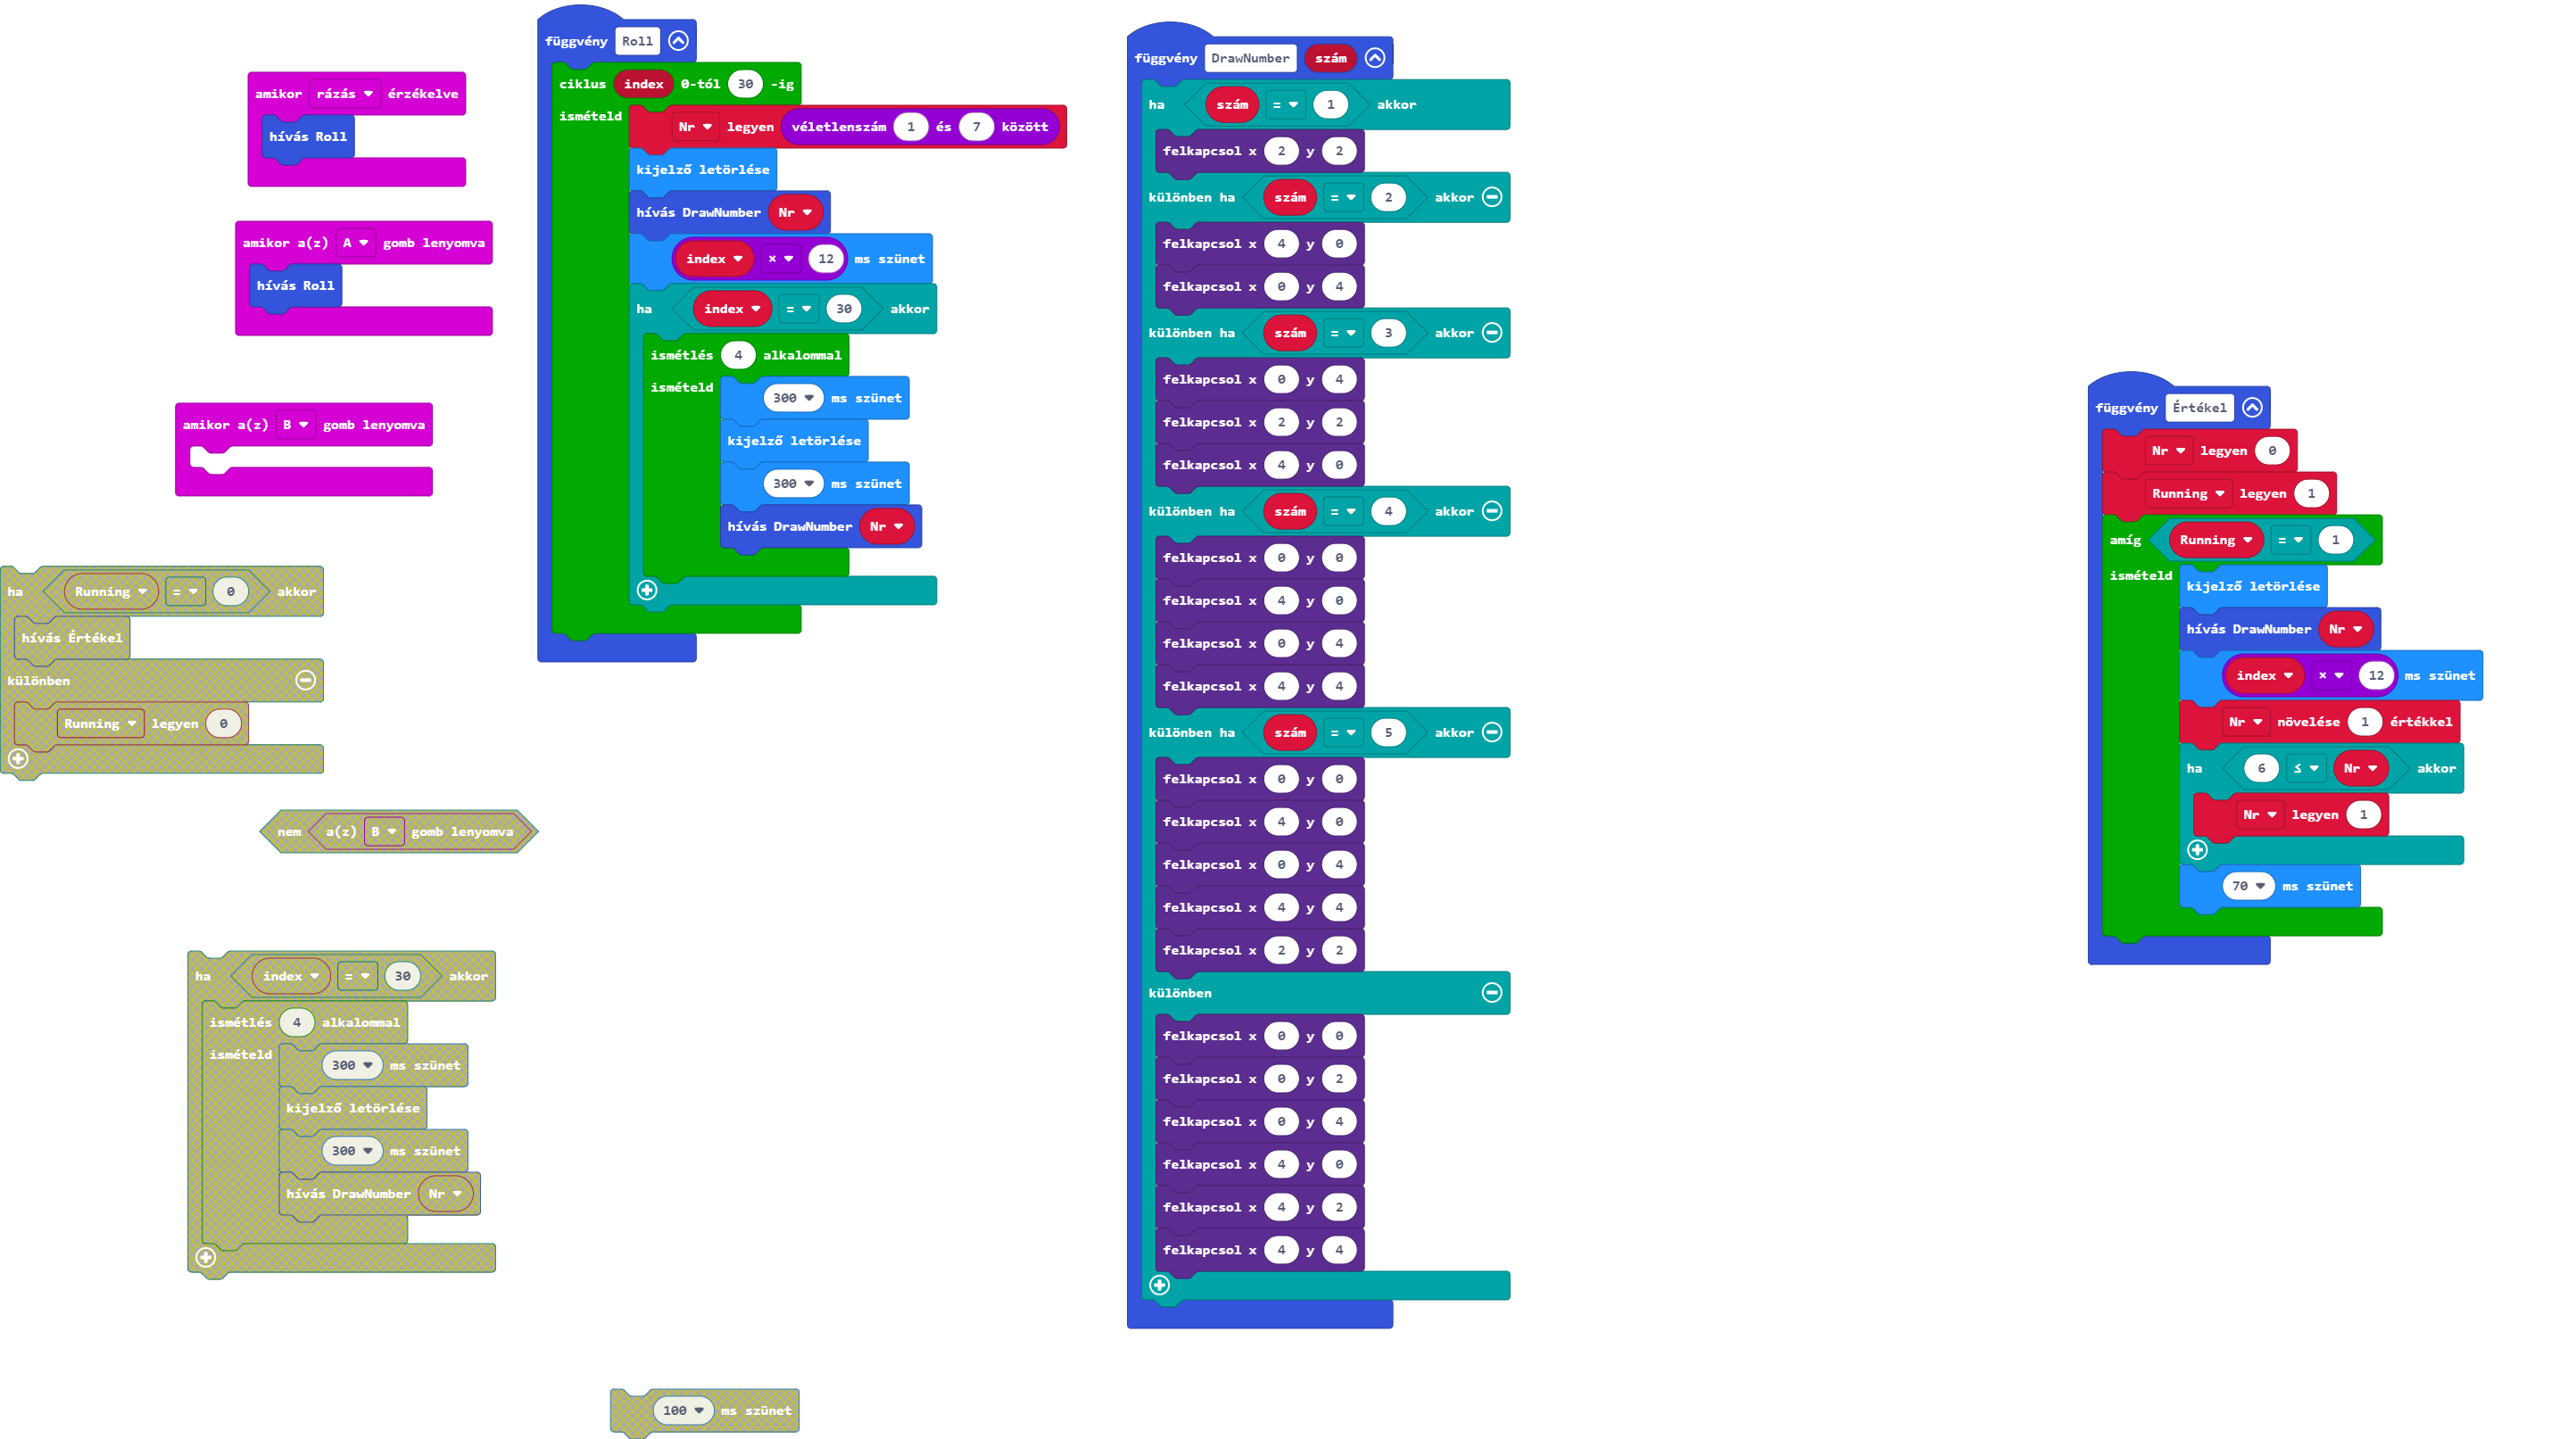 amikor rázás érzékelve
hívás Roll
amikor a(z) A gomb lenyomva
hívás Roll
amikor a(z) B gomb lenyomva
ha Running = 0 akkor
hívás Értékel
különben
Running legyen 0
nem a(z) B gomb lenyomva
ha index = 30 akkor
ismétlés 4 alkalommal
ismételd
300 ms szünet
kijelző letörlése
300 ms szünet
hívás DrawNumber Nr
100 ms szünet
függvény Roll
ciklus index 0-tól 30 -ig
ismételd
Nr legyen véletlenszám 1 és 7 között
kijelző letörlése
hívás DrawNumber Nr
index × 12 ms szünet
ha index = 30 akkor
ismétlés 4 alkalommal
ismételd
300 ms szünet
kijelző letörlése
300 ms szünet
hívás DrawNumber Nr
függvény DrawNumber szám
ha szám = 1 akkor
felkapcsol x 2 y 2
különben ha szám = 2 akkor
felkapcsol x 4 y 0
felkapcsol x 0 y 4
különben ha szám = 3 akkor
felkapcsol x 0 y 4
felkapcsol x 2 y 2
felkapcsol x 4 y 0
különben ha szám = 4 akkor
felkapcsol x 0 y 0
felkapcsol x 4 y 0
felkapcsol x 0 y 4
felkapcsol x 4 y 4
különben ha szám = 5 akkor
felkapcsol x 0 y 0
felkapcsol x 4 y 0
felkapcsol x 0 y 4
felkapcsol x 4 y 4
felkapcsol x 2 y 2
különben
felkapcsol x 0 y 0
felkapcsol x 0 y 2
felkapcsol x 0 y 4
felkapcsol x 4 y 0
felkapcsol x 4 y 2
felkapcsol x 4 y 4
függvény Értékel
Nr legyen 0
Running legyen 1
amíg Running = 1
ismételd
kijelző letörlése
hívás DrawNumber Nr
index × 12 ms szünet
Nr növelése 1 értékkel
ha 6 ≤ Nr akkor
Nr legyen 1
70 ms szünet